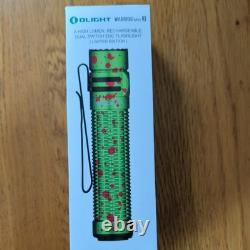 OLIGHT WARRIOR Mini 3
A HIGH LUMEN, RECHARGEABLE
DUAL SWITCH EDC FLASHLIGHT
(LIMITED EDITION)